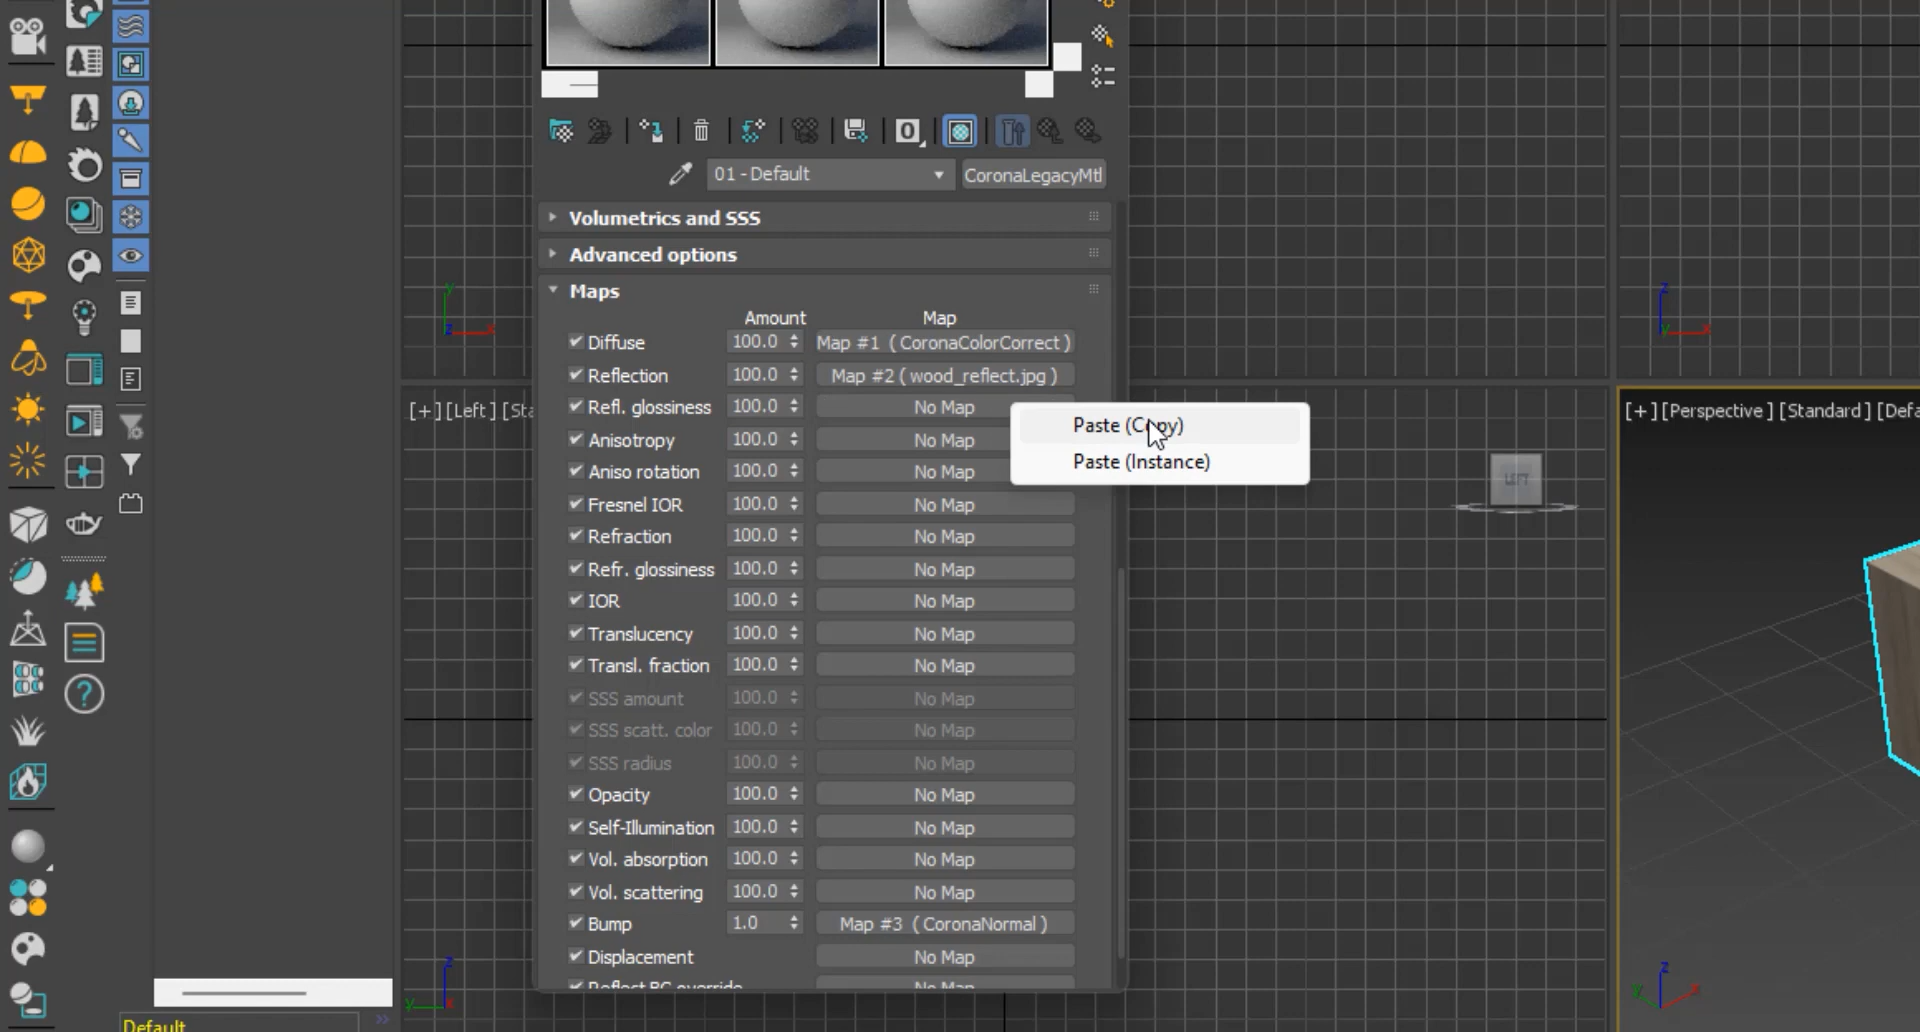 01 - Default
CoronaLegacyMtl
Volumetrics and SSS
Advanced options
Maps
Amount Map
Diffuse 100.0 Map #1 ( CoronaColorCorrect )
Reflection 100.0 Map #2 ( wood_reflect.jpg )
Refl. glossiness 100.0 No Map
Anisotropy 100.0 No Map
Aniso rotation 100.0 No Map
Fresnel IOR 100.0 No Map
Refraction 100.0 No Map
Refr. glossiness 100.0 No Map
IOR 100.0 No Map
Translucency 100.0 No Map
Transl. fraction 100.0 No Map
SSS amount 100.0 No Map
SSS scatt. color 100.0 No Map
SSS radius 100.0 No Map
Opacity 100.0 No Map
Self-Illumination 100.0 No Map
Vol. absorption 100.0 No Map
Vol. scattering 100.0 No Map
Bump 1.0 Map #3 ( CoronaNormal )
Displacement No Map
Reflect BG override No Map
Paste (Copy)
Paste (Instance)
[+] [Left] [Sta
LEFT
[+] [Perspective] [Standard] [Defa
y
z x
z
y x
z
y x
z
y x
Default